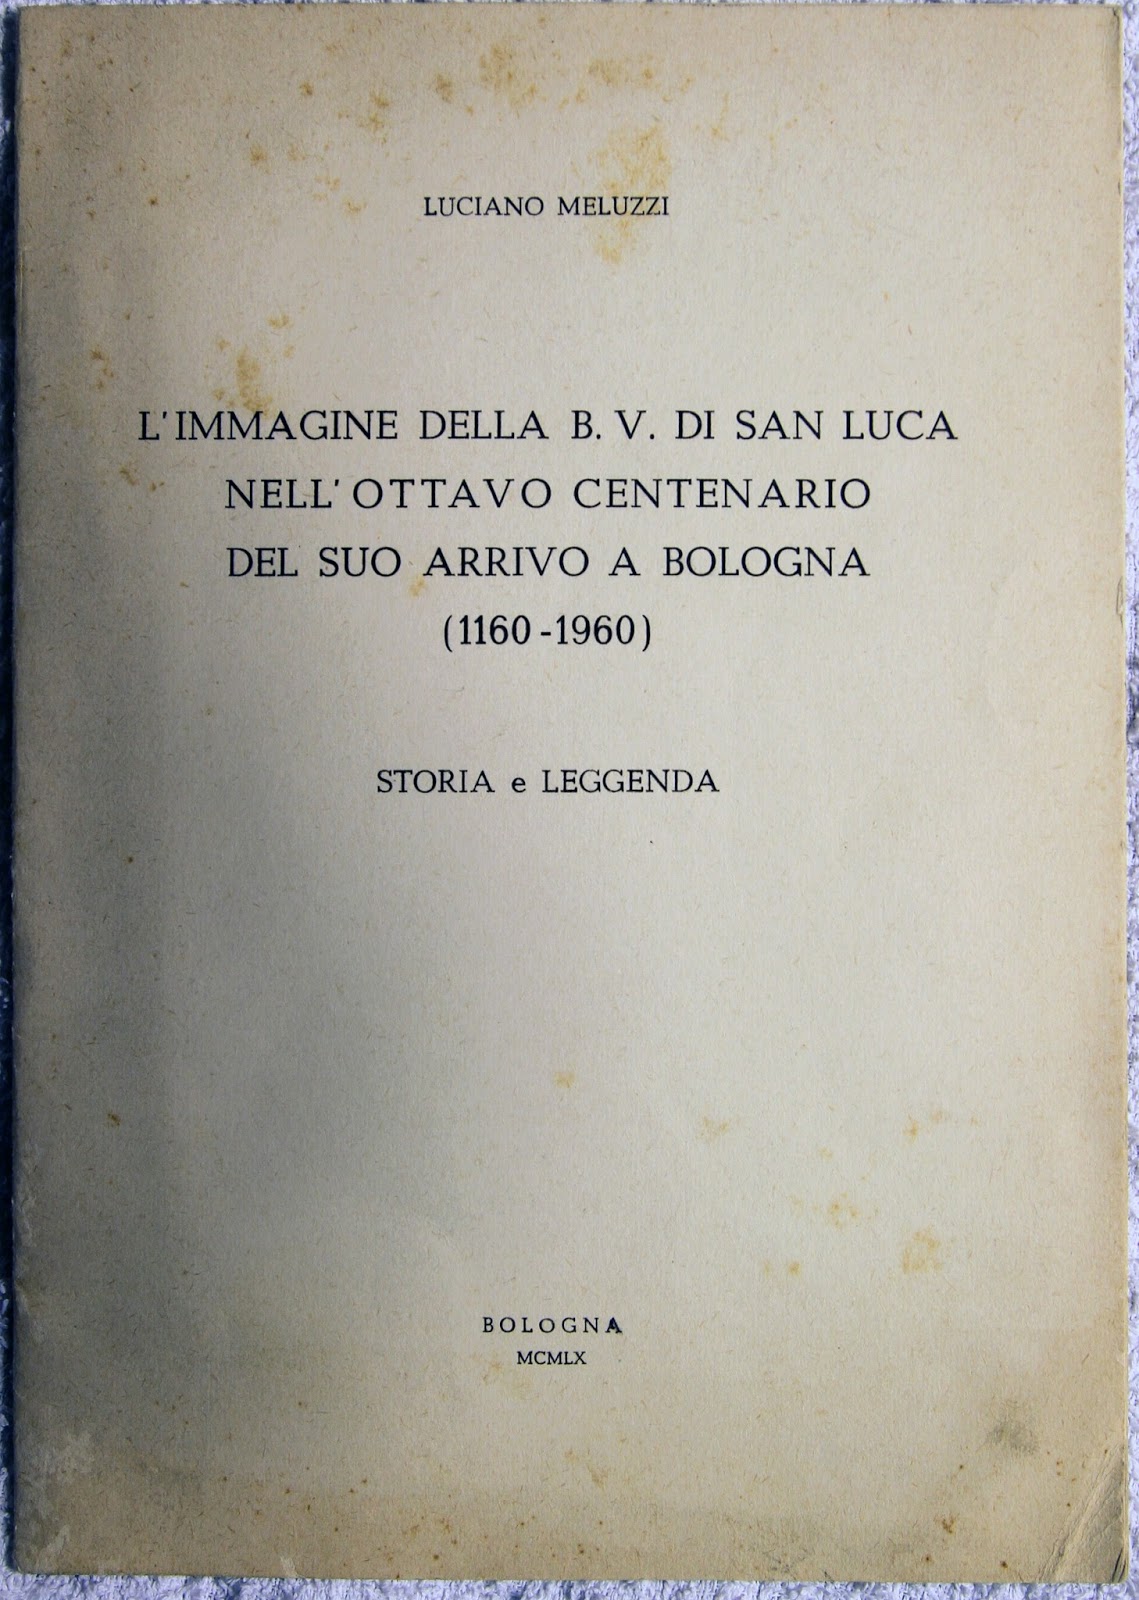 LUCIANO MELUZZI
L'IMMAGINE DELLA B. V. DI SAN LUCA
NELL' OTTAVO CENTENARIO
DEL SUO ARRIVO A BOLOGNA
(1160 - 1960)
STORIA e LEGGENDA
BOLOGNA
MCMLX